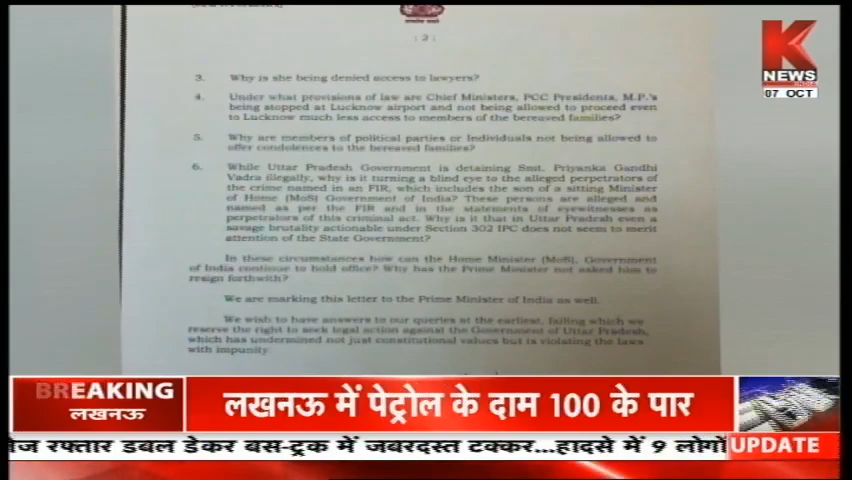 : 2 :
3. Why is she being denied access to lawyers?
4. Under what provisions of law are Chief Ministers, PCC Presidents, M.P.'s
being stopped at Lucknow airport and not being allowed to proceed even
to Lucknow much less access to members of the bereaved families?
5. Why are members of political parties or Individuals not being allowed to
offer condolences to the bereaved families?
6. While Uttar Pradesh Government is detaining Smt. Priyanka Gandhi
Vadra illegally, why is it turning a blind eye to the alleged perpetrators of
the crime named in an FIR, which includes the son of a sitting Minister
of Home (MoS) Government of India? These persons are alleged and
named as per the FIR and in the statements of eyewitnesses as
perpetrators of this criminal act. Why is it that in Uttar Pradesh even a
savage brutality actionable under Section 302 IPC does not seem to merit
attention of the State Government?
In these circumstances how can the Home Minister (MoS), Government
of India continue to hold office? Why has the Prime Minister not asked him to
resign forthwith?
We are marking this letter to the Prime Minister of India as well.
We wish to have answers to our queries at the earliest, failing which we
reserve the right to seek legal action against the Government of Uttar Pradesh,
which has undermined not just constitutional values but is violating the laws
with impunity
K
NEWS
INDIA
07 OCT
BREAKING
लखनऊ
लखनऊ में पेट्रोल के दाम 100 के पार
तेज रफ्तार डबल डेकर बस-ट्रक में जबरदस्त टक्कर...हादसे में 9 लोगों
UPDATE